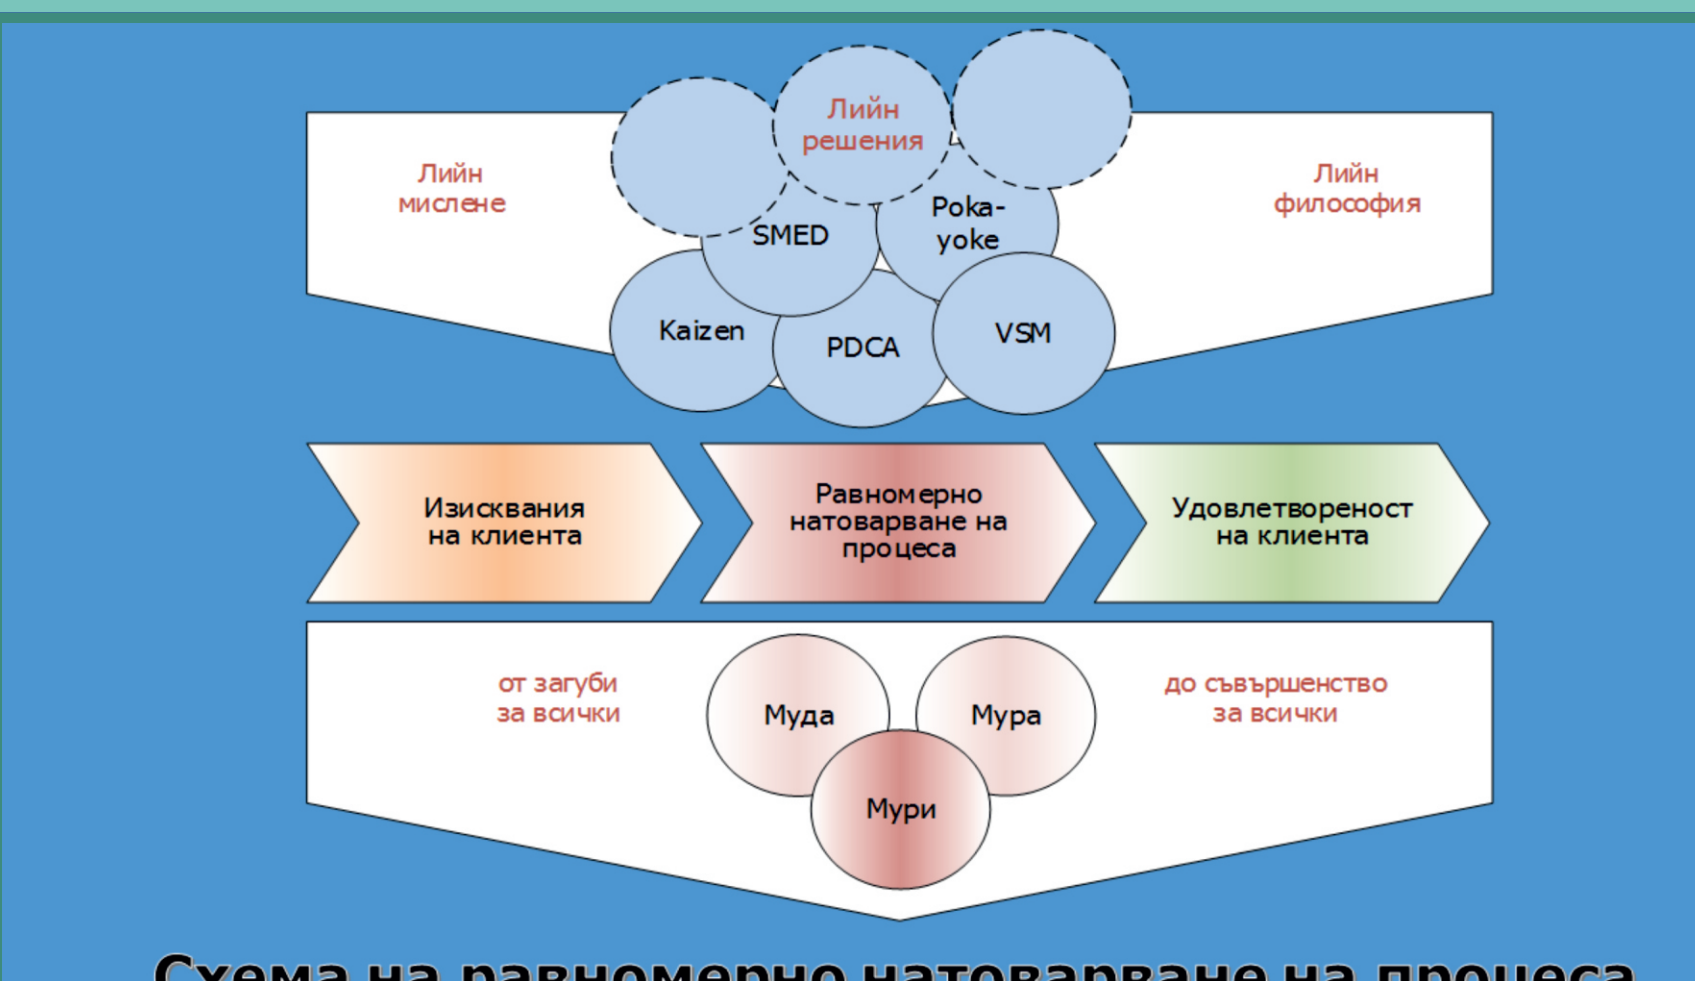 Лийн
решения
Лийн
мислене
Лийн
философия
SMED
Poka-
yoke
Kaizen
PDCA
VSM
Изисквания
на клиента
Равномерно
натоварване на
процеса
Удовлетвореност
на клиента
от загуби
за всички
Муда
Мура
до съвършенство
за всички
Мури
Схема на равномерно натоварване на процеса